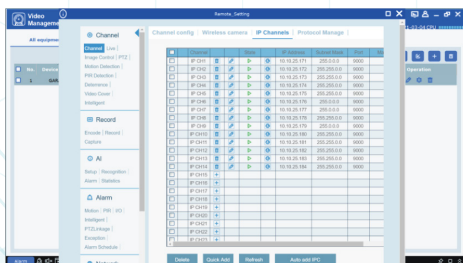 Video
Management
Remote_Setting
All equipment
Channel
Channel | Live |
Image Control | PTZ |
Motion Detection |
PIR Detection |
Deterrence |
Video Cover |
Intelligent
Record
Encode | Record |
Capture
AI
Setup | Recognition |
Alarm | Statistics
Alarm
Motion | PIR | I/O |
Intelligent |
PTZ Linkage |
Exception |
Alarm Schedule |
Channel config | Wireless camera | IP Channels | Protocol Manage |
Channel State IP Address Subnet Mask Port
IP CH1 10.10.25.171 255.0.0.0 9000
IP CH2 10.10.25.172 255.255.0.0 9000
IP CH3 10.10.25.173 255.255.0.0 9000
IP CH4 10.10.25.174 255.255.0.0 9000
IP CH5 10.10.25.175 255.255.0.0 9000
IP CH6 10.10.25.176 255.0.0.0 9000
IP CH7 10.10.25.177 255.0.0.0 9000
IP CH8 10.10.25.178 255.255.0.0 9000
IP CH9 10.10.25.179 255.0.0.0 9000
IP CH10 10.10.25.180 255.255.0.0 9000
IP CH11 10.10.25.181 255.255.0.0 9000
IP CH12 10.10.25.182 255.255.0.0 9000
IP CH13 10.10.25.183 255.255.0.0 9000
IP CH14 10.10.25.184 255.255.0.0 9000
IP CH15
IP CH16
IP CH17
IP CH18
IP CH19
IP CH20
IP CH21
IP CH22
IP CH23
Delete Quick Add Refresh Auto add IPC
No. Device
1
Operation
CPU